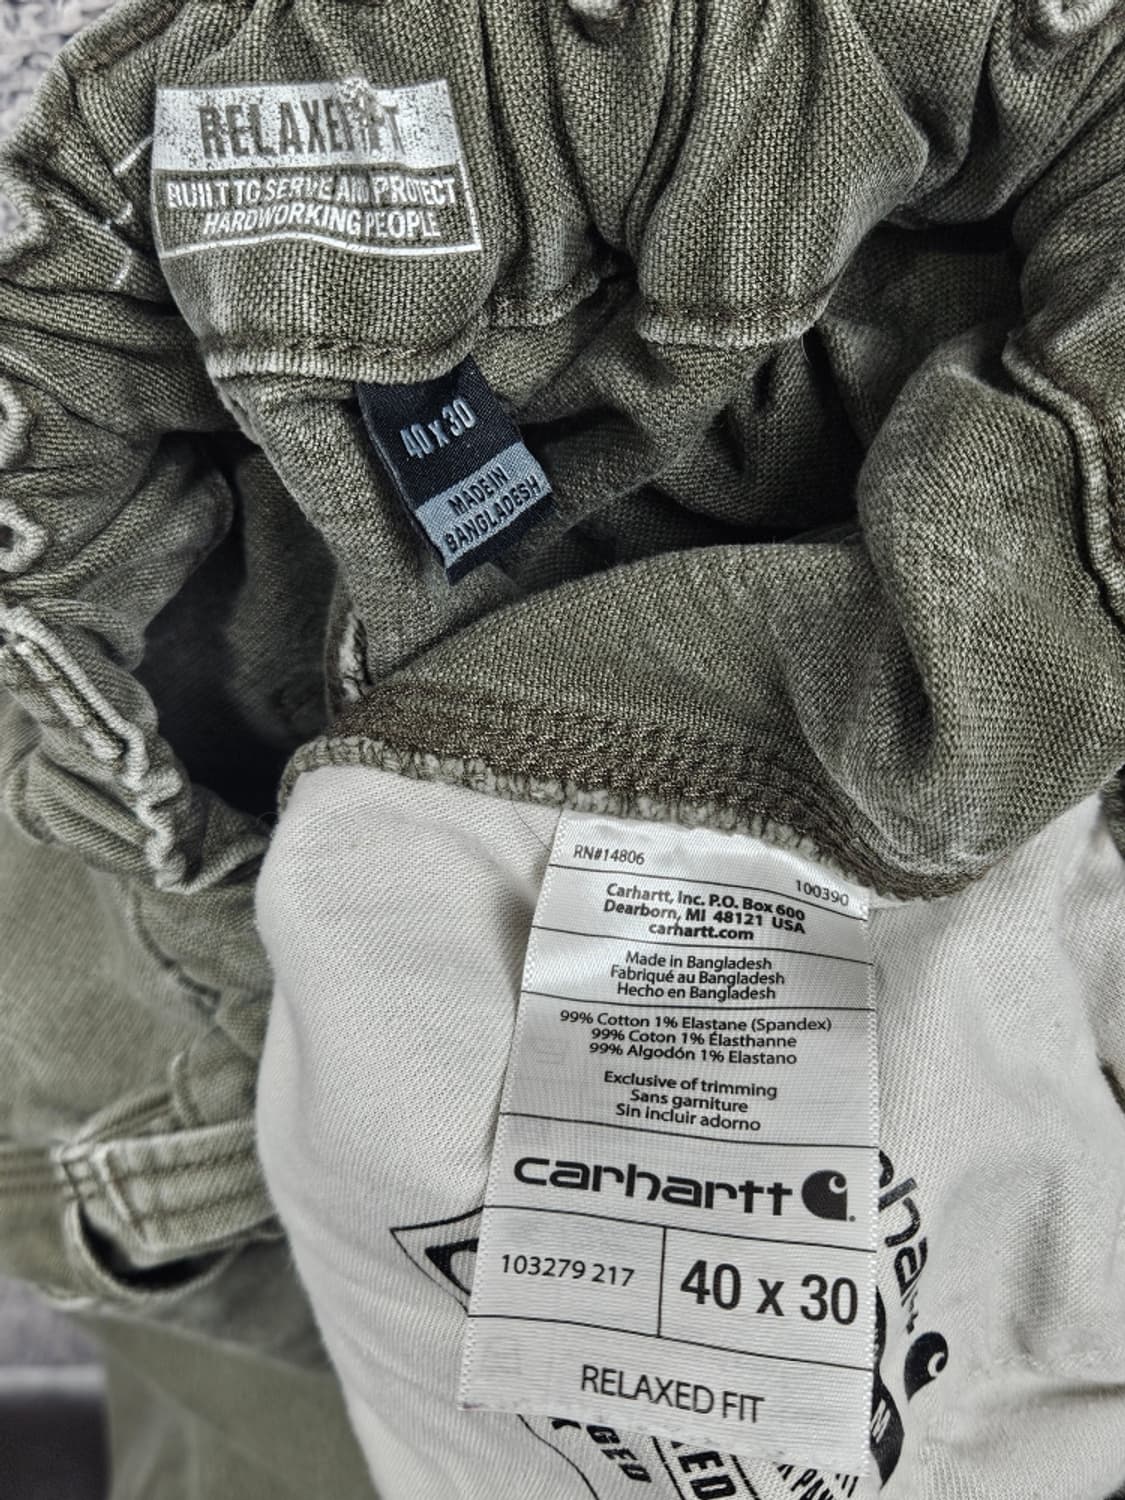 RELAXED FIT
BUILT TO SERVE AND PROTECT
HARDWORKING PEOPLE
40 x 30
MADE IN
BANGLADESH
RN#14806
100390
Carhartt, Inc. P.O. Box 600
Dearborn, MI 48121 USA
carhartt.com
Made in Bangladesh
Fabriqué au Bangladesh
Hecho en Bangladesh
99% Cotton 1% Elastane (Spandex)
99% Coton 1% Élasthanne
99% Algodón 1% Elastano
Exclusive of trimming
Sans garniture
Sin incluir adorno
carhartt
103279 217
40 x 30
RELAXED FIT